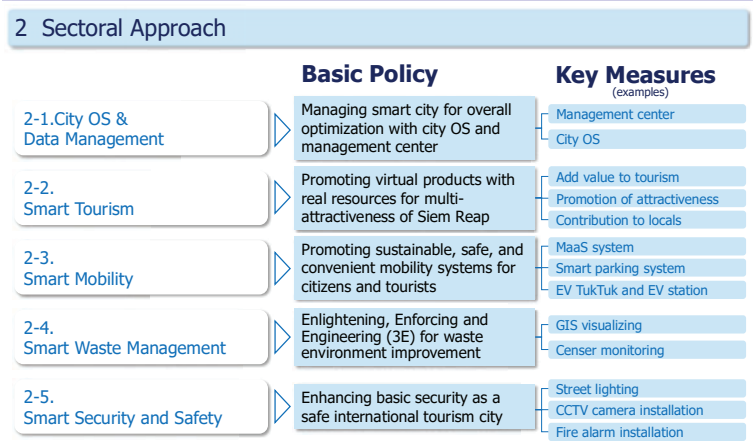 2 Sectoral Approach
Basic Policy
Key Measures
(examples)
2-1.City OS &
Data Management
Managing smart city for overall
optimization with city OS and
management center
Management center
City OS
2-2.
Smart Tourism
Promoting virtual products with
real resources for multi-
attractiveness of Siem Reap
Add value to tourism
Promotion of attractiveness
Contribution to locals
2-3.
Smart Mobility
Promoting sustainable, safe, and
convenient mobility systems for
citizens and tourists
MaaS system
Smart parking system
EV TukTuk and EV station
2-4.
Smart Waste Management
Enlightening, Enforcing and
Engineering (3E) for waste
environment improvement
GIS visualizing
Censer monitoring
2-5.
Smart Security and Safety
Enhancing basic security as a
safe international tourism city
Street lighting
CCTV camera installation
Fire alarm installation